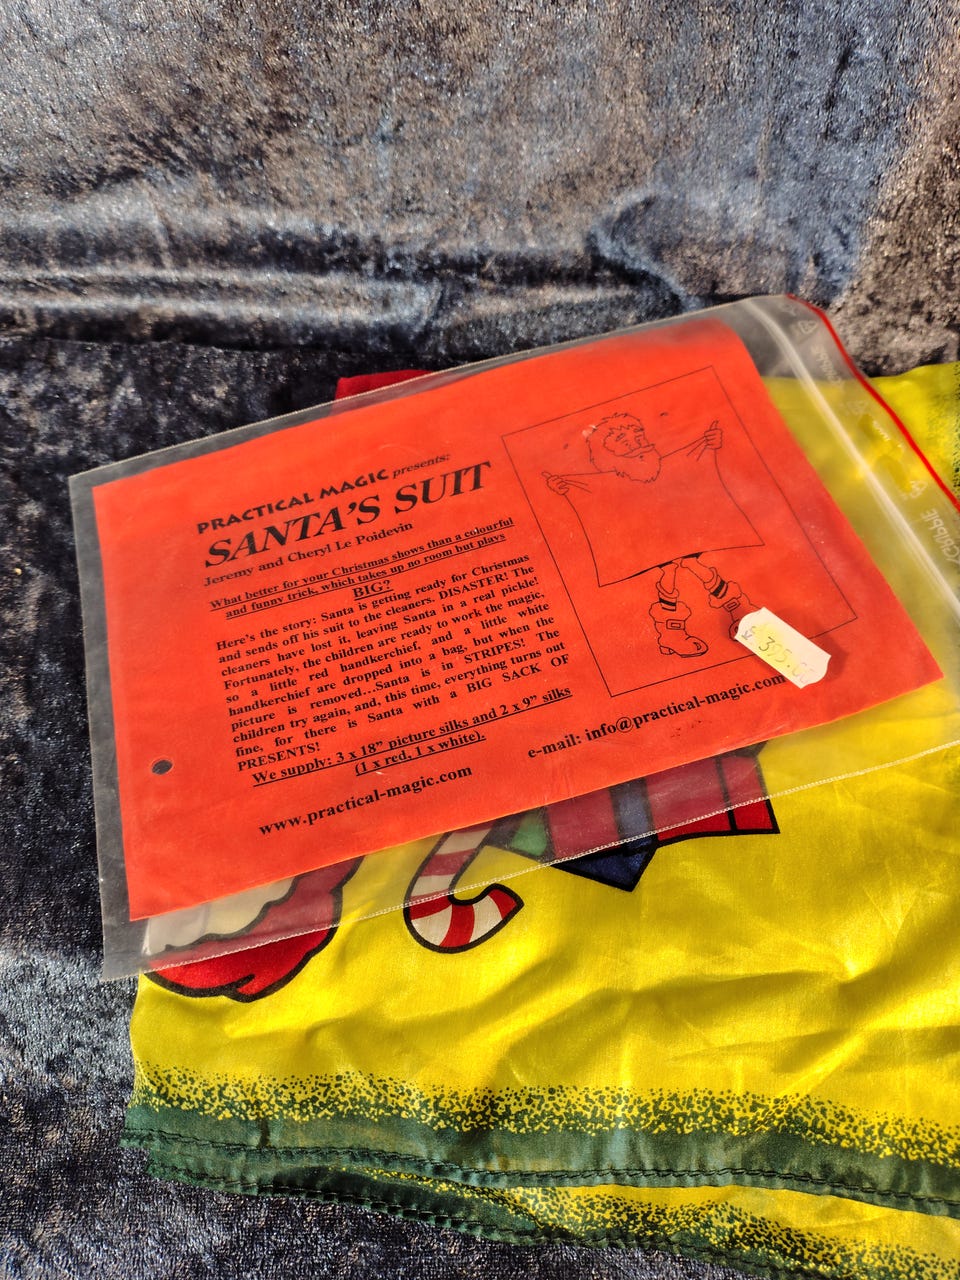 PRACTICAL MAGIC presents:
SANTA'S SUIT
Jeremy and Cheryl Le Poidevin
What better for your Christmas shows than a colourful
and funny trick, which takes up no room but plays
BIG?
Here's the story: Santa is getting ready for Christmas
and sends off his suit to the cleaners. DISASTER! The
cleaners have lost it, leaving Santa in a real pickle!
Fortunately, the children are ready to work the magic,
so a little red handkerchief, and a little white
handkerchief are dropped into a bag, but when the
picture is removed...Santa is in STRIPES! The
children try again, and, this time, everything turns out
fine, for there is Santa with a BIG SACK OF
PRESENTS!
We supply: 3 x 18" picture silks and 2 x 9" silks
(1 x red, 1 x white).
www.practical-magic.com
e-mail: info@practical-magic.com
395.00